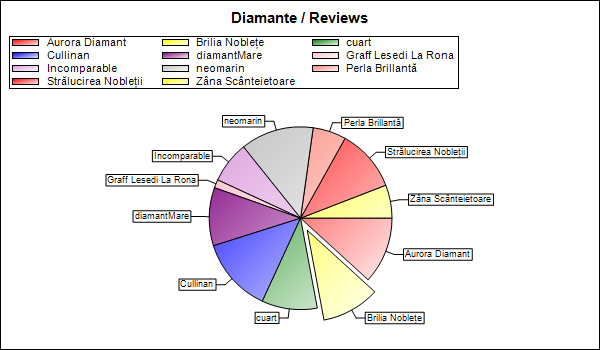 Diamante / Reviews
Aurora Diamant Brilia Noblețe cuart
Cullinan diamantMare Graff Lesedi La Rona
Incomparable neomarin Perla Brillantă
Strălucirea Nobleții Zâna Scânteietoare
neomarin
Perla Brillantă
Strălucirea Nobleții
Incomparable
Graff Lesedi La Rona
Zâna Scânteietoare
diamantMare
Aurora Diamant
Cullinan
cuart
Brilia Noblețe